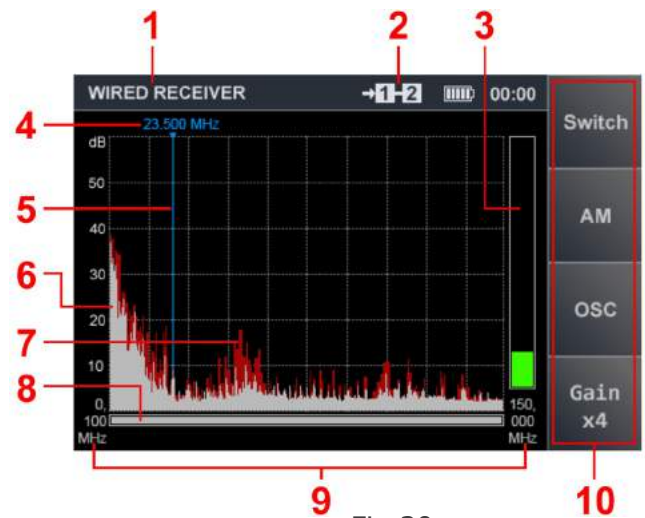 1 2 3
WIRED RECEIVER →1-2 00:00
Switch
4 23.500 MHz
dB
50
5
AM
40
6
30
OSC
20
7
10
8
Gain
x4
0, 150,
100 000
MHz MHz
9 10